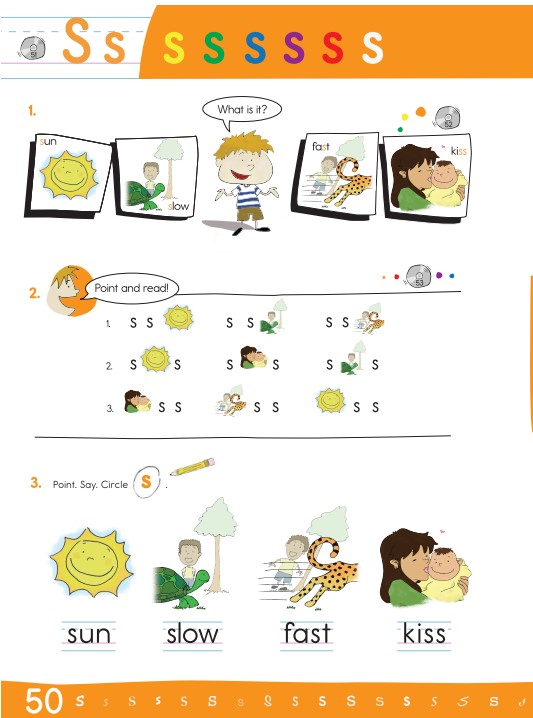 51 S s S S S S S S
1. What is it? 52
sun slow fast kiss
2. Point and read! 53
1. S S S S S S
2. S S S S S S
3. S S S S S S
3. Point. Say. Circle S .
sun slow fast kiss
50 S S S S S S S S S S S S S S S S S S